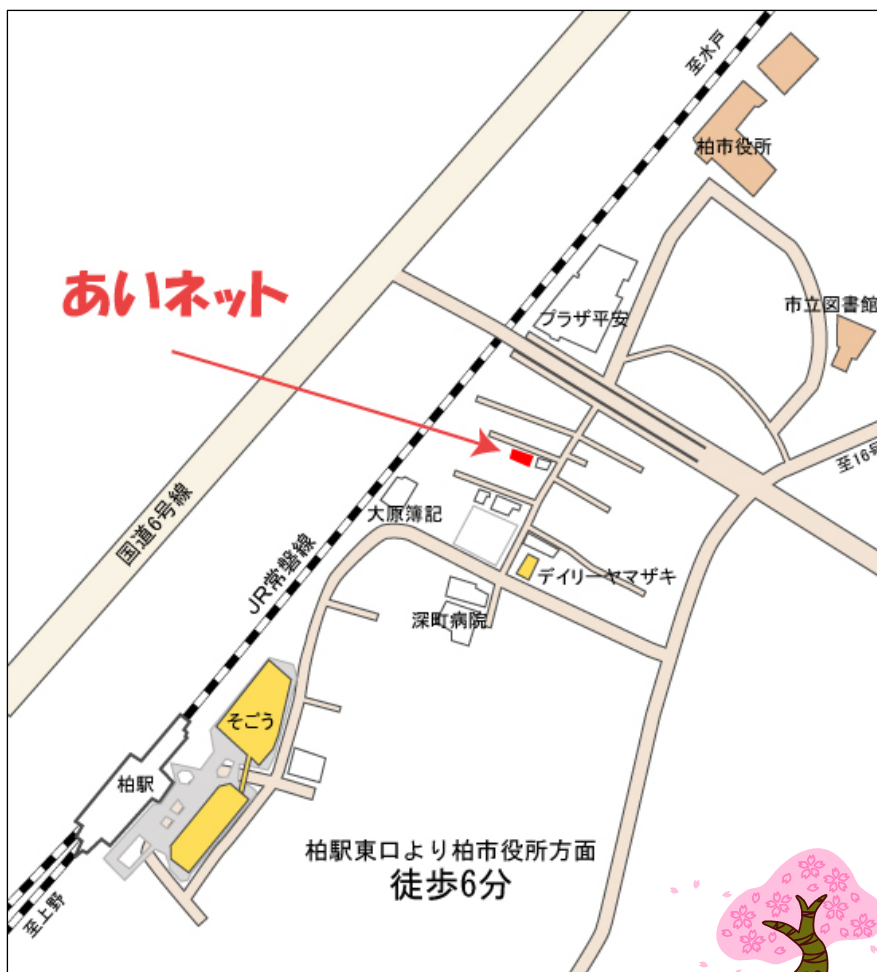 至水戸
柏市役所
あいネット
プラザ平安
市立図書館
至16号
国道6号線
大原簿記
JR常磐線
デイリーヤマザキ
深町病院
そごう
柏駅
柏駅東口より柏市役所方面
徒歩6分
至上野